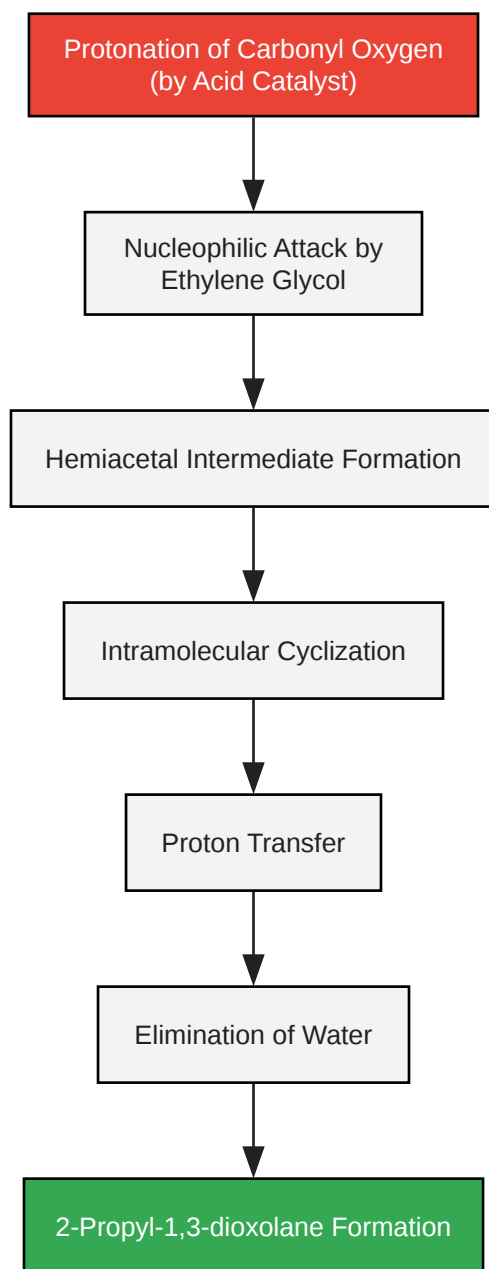 Protonation of Carbonyl Oxygen
(by Acid Catalyst)
Nucleophilic Attack by
Ethylene Glycol
Hemiacetal Intermediate Formation
Intramolecular Cyclization
Proton Transfer
Elimination of Water
2-Propyl-1,3-dioxolane Formation